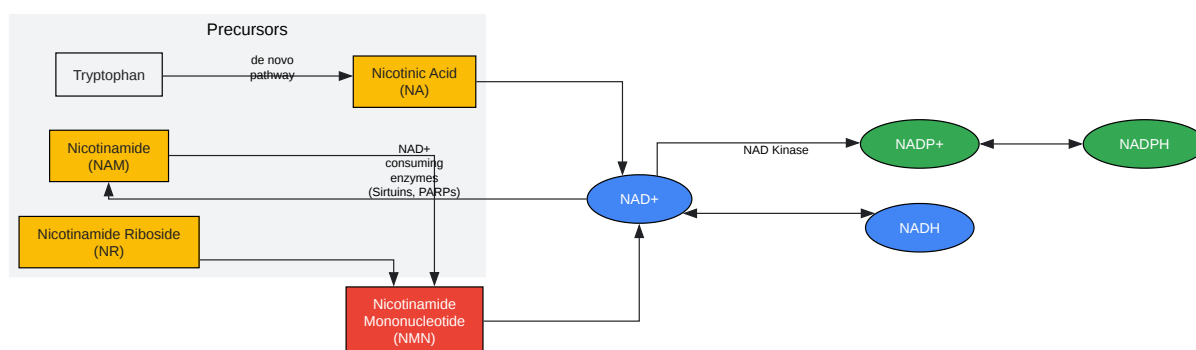 Precursors
Tryptophan
de novo
pathway
Nicotinic Acid
(NA)
Nicotinamide
(NAM)
NAD+
consuming
enzymes
(Sirtuins, PARPs)
NAD Kinase
NADP+
NADPH
NAD+
NADH
Nicotinamide Riboside
(NR)
Nicotinamide
Mononucleotide
(NMN)